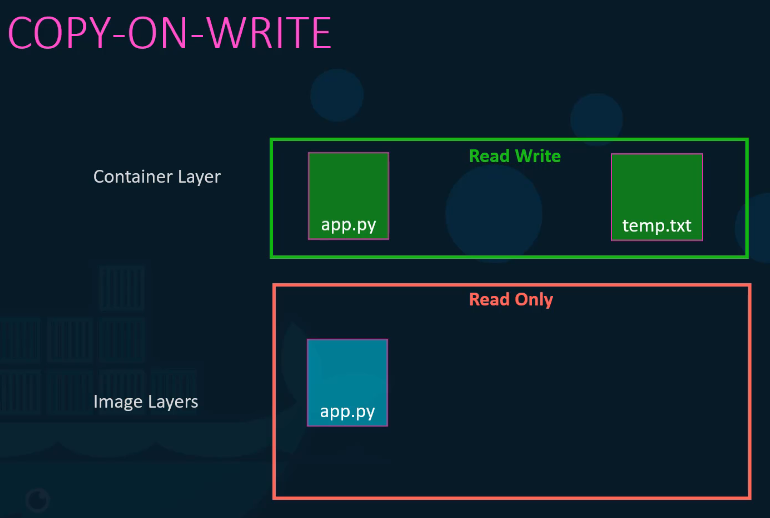 COPY-ON-WRITE
Container Layer
Read Write
app.py
temp.txt
Read Only
Image Layers
app.py